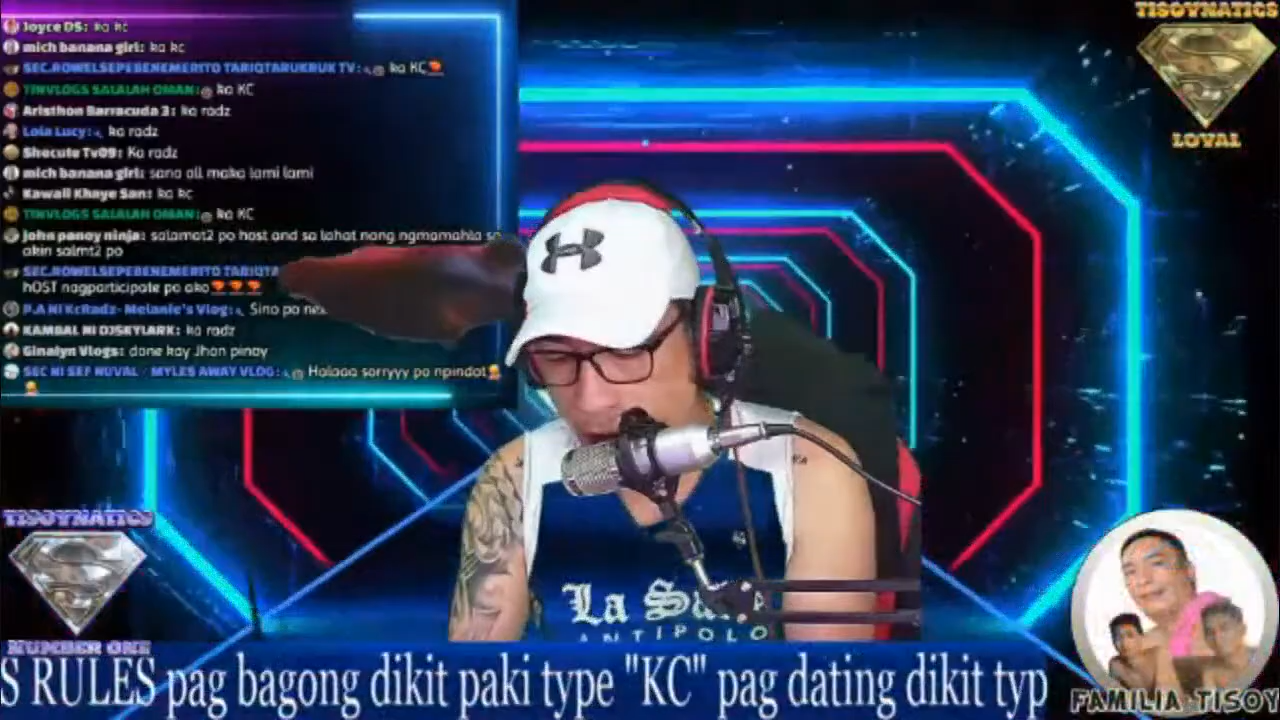 Joyce DS: ka kc
mich banana girl: ka kc
SEC.ROWELSEPEBENEMERITO TARIQTARUKRUK TV: ka KC
TINVLOGS SALALAH OMAN: ka KC
Aristhon Barracuda 3: ka radz
Lola Lucy: ka radz
Shecute Tv09: Ka radz
mich banana girl: sana all maka lami lami
Kawaii Khaye San: ka kc
TINVLOGS SALALAH OMAN: ka KC
john panoy ninja: salamat2 po host and sa lahat nang ngmamahla sa
akin salmt2 po
SEC.ROWELSEPEBENEMERITO TARIQTA
hOST nagparticipate po ako
P.A NI KcRadz- Melanie's Vlog: Sino po
KAMBAL NI DJSKYLARK: ka radz
Ginalyn Vlogs: done kay Jhan pinoy
SEC NI SEF NUVAL / MYLES AWAY VLOG: Halaaa sorryyy po npindot
TISOYNATICS
LOYAL
La
ANTIPOLO
TISOYNATICS
NUMBER ONE
S RULES pag bagong dikit paki type "KC" pag dating dikit typ
FAMILIA TISOY